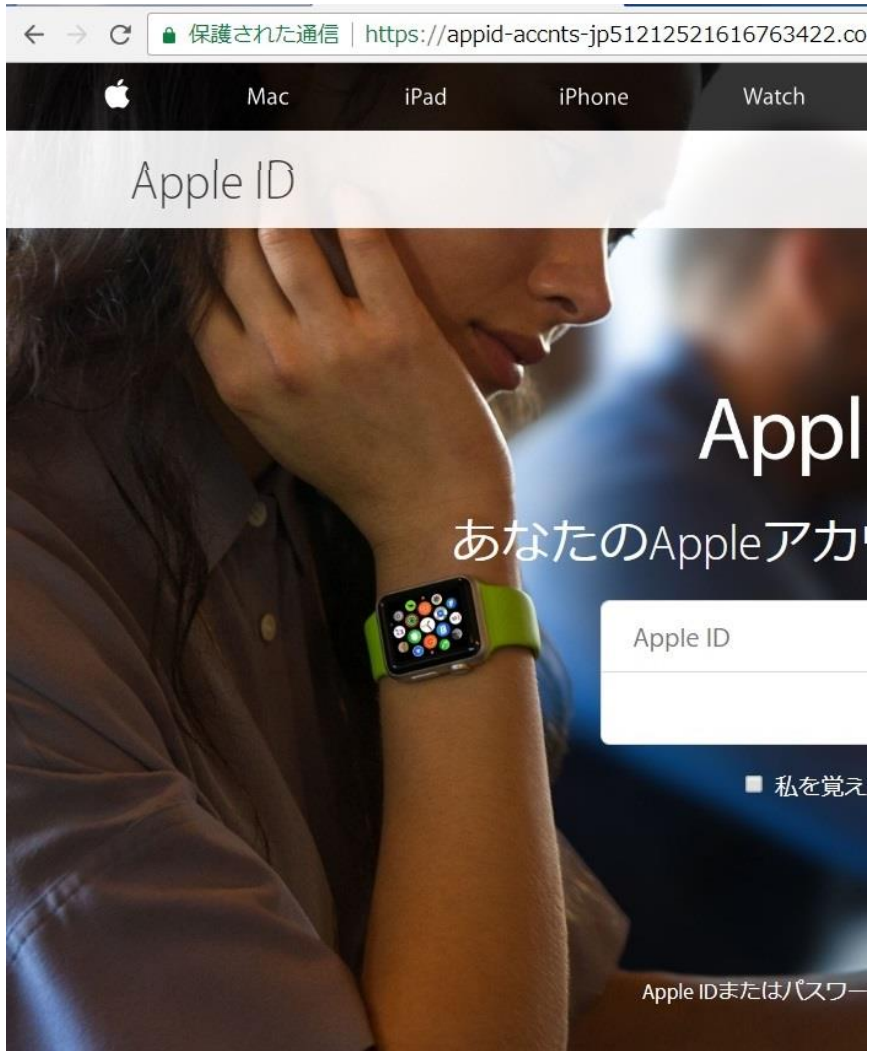 保護された通信 | https://appid-accnts-jp51212521616763422.co
Mac iPad iPhone Watch
Apple ID
Appl
あなたのAppleアカ
Apple ID
私を覚え
Apple IDまたはパスワー